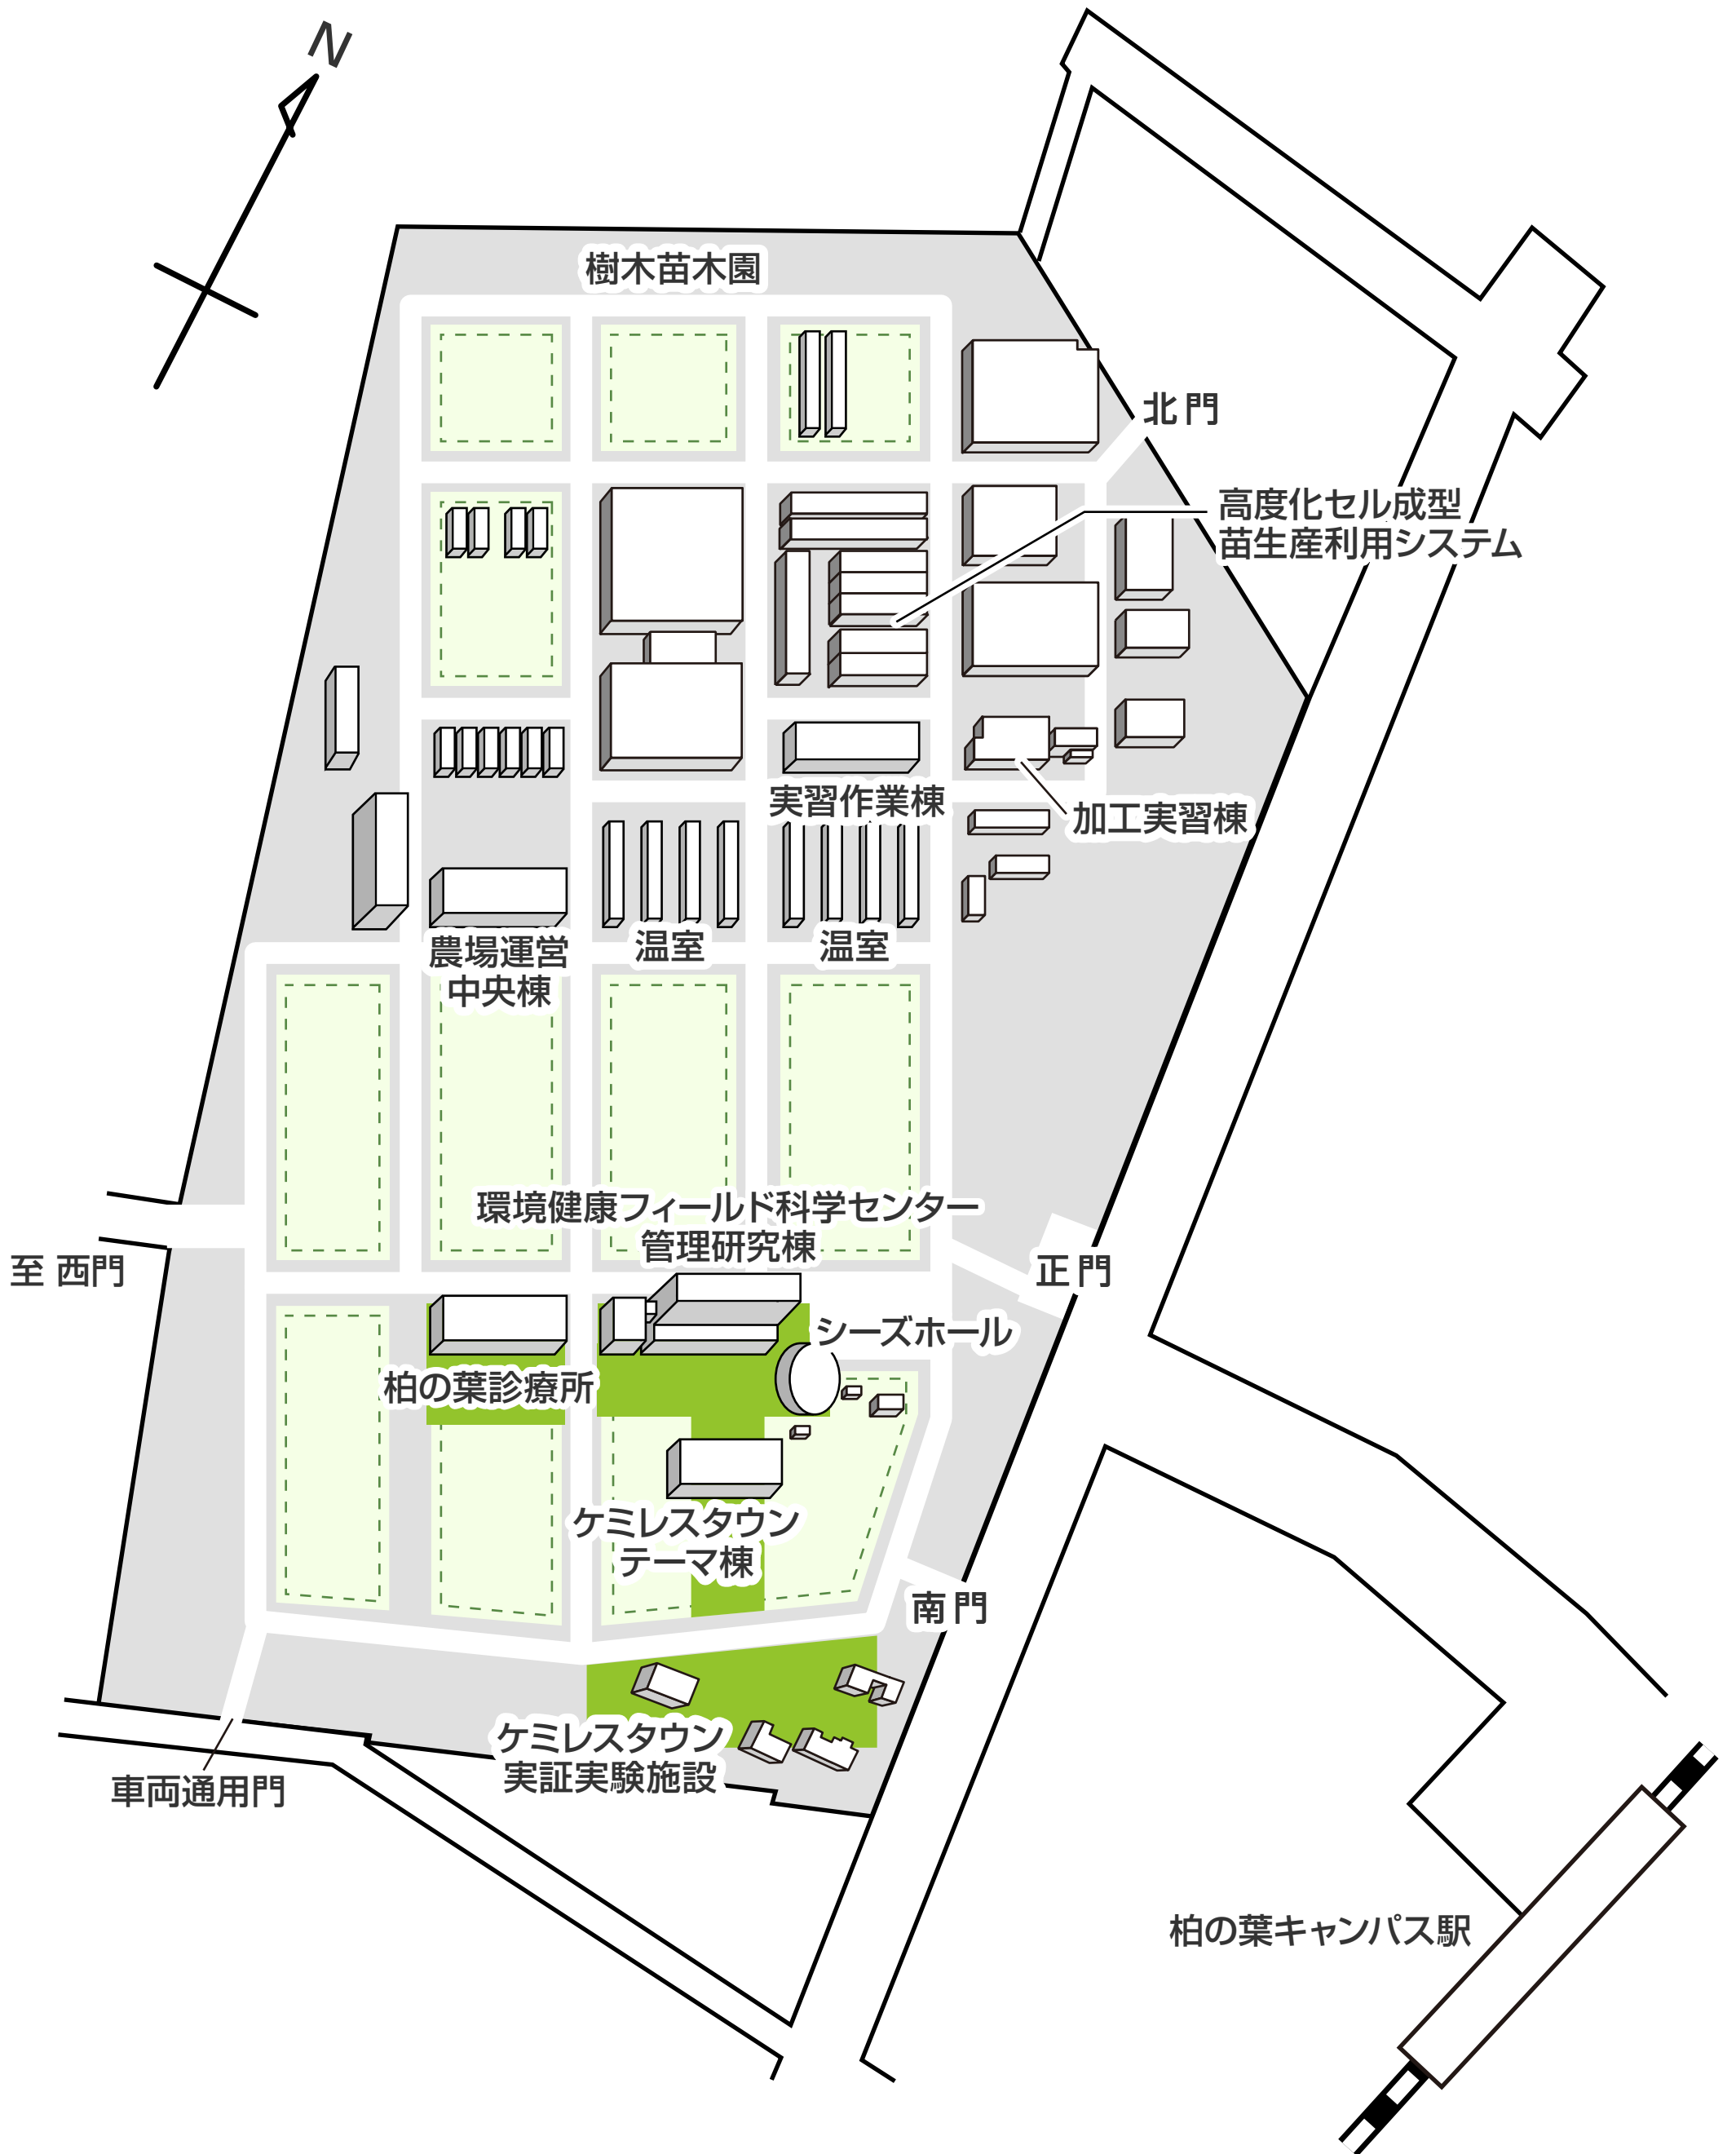 N
樹木苗木園
北門
高度化セル成型
苗生産利用システム
実習作業棟
加工実習棟
農場運営
中央棟
温室
温室
環境健康フィールド科学センター
管理研究棟
至 西門
正門
シーズホール
柏の葉診療所
ケミレスタウン
テーマ棟
南門
ケミレスタウン
実証実験施設
車両通用門
柏の葉キャンパス駅